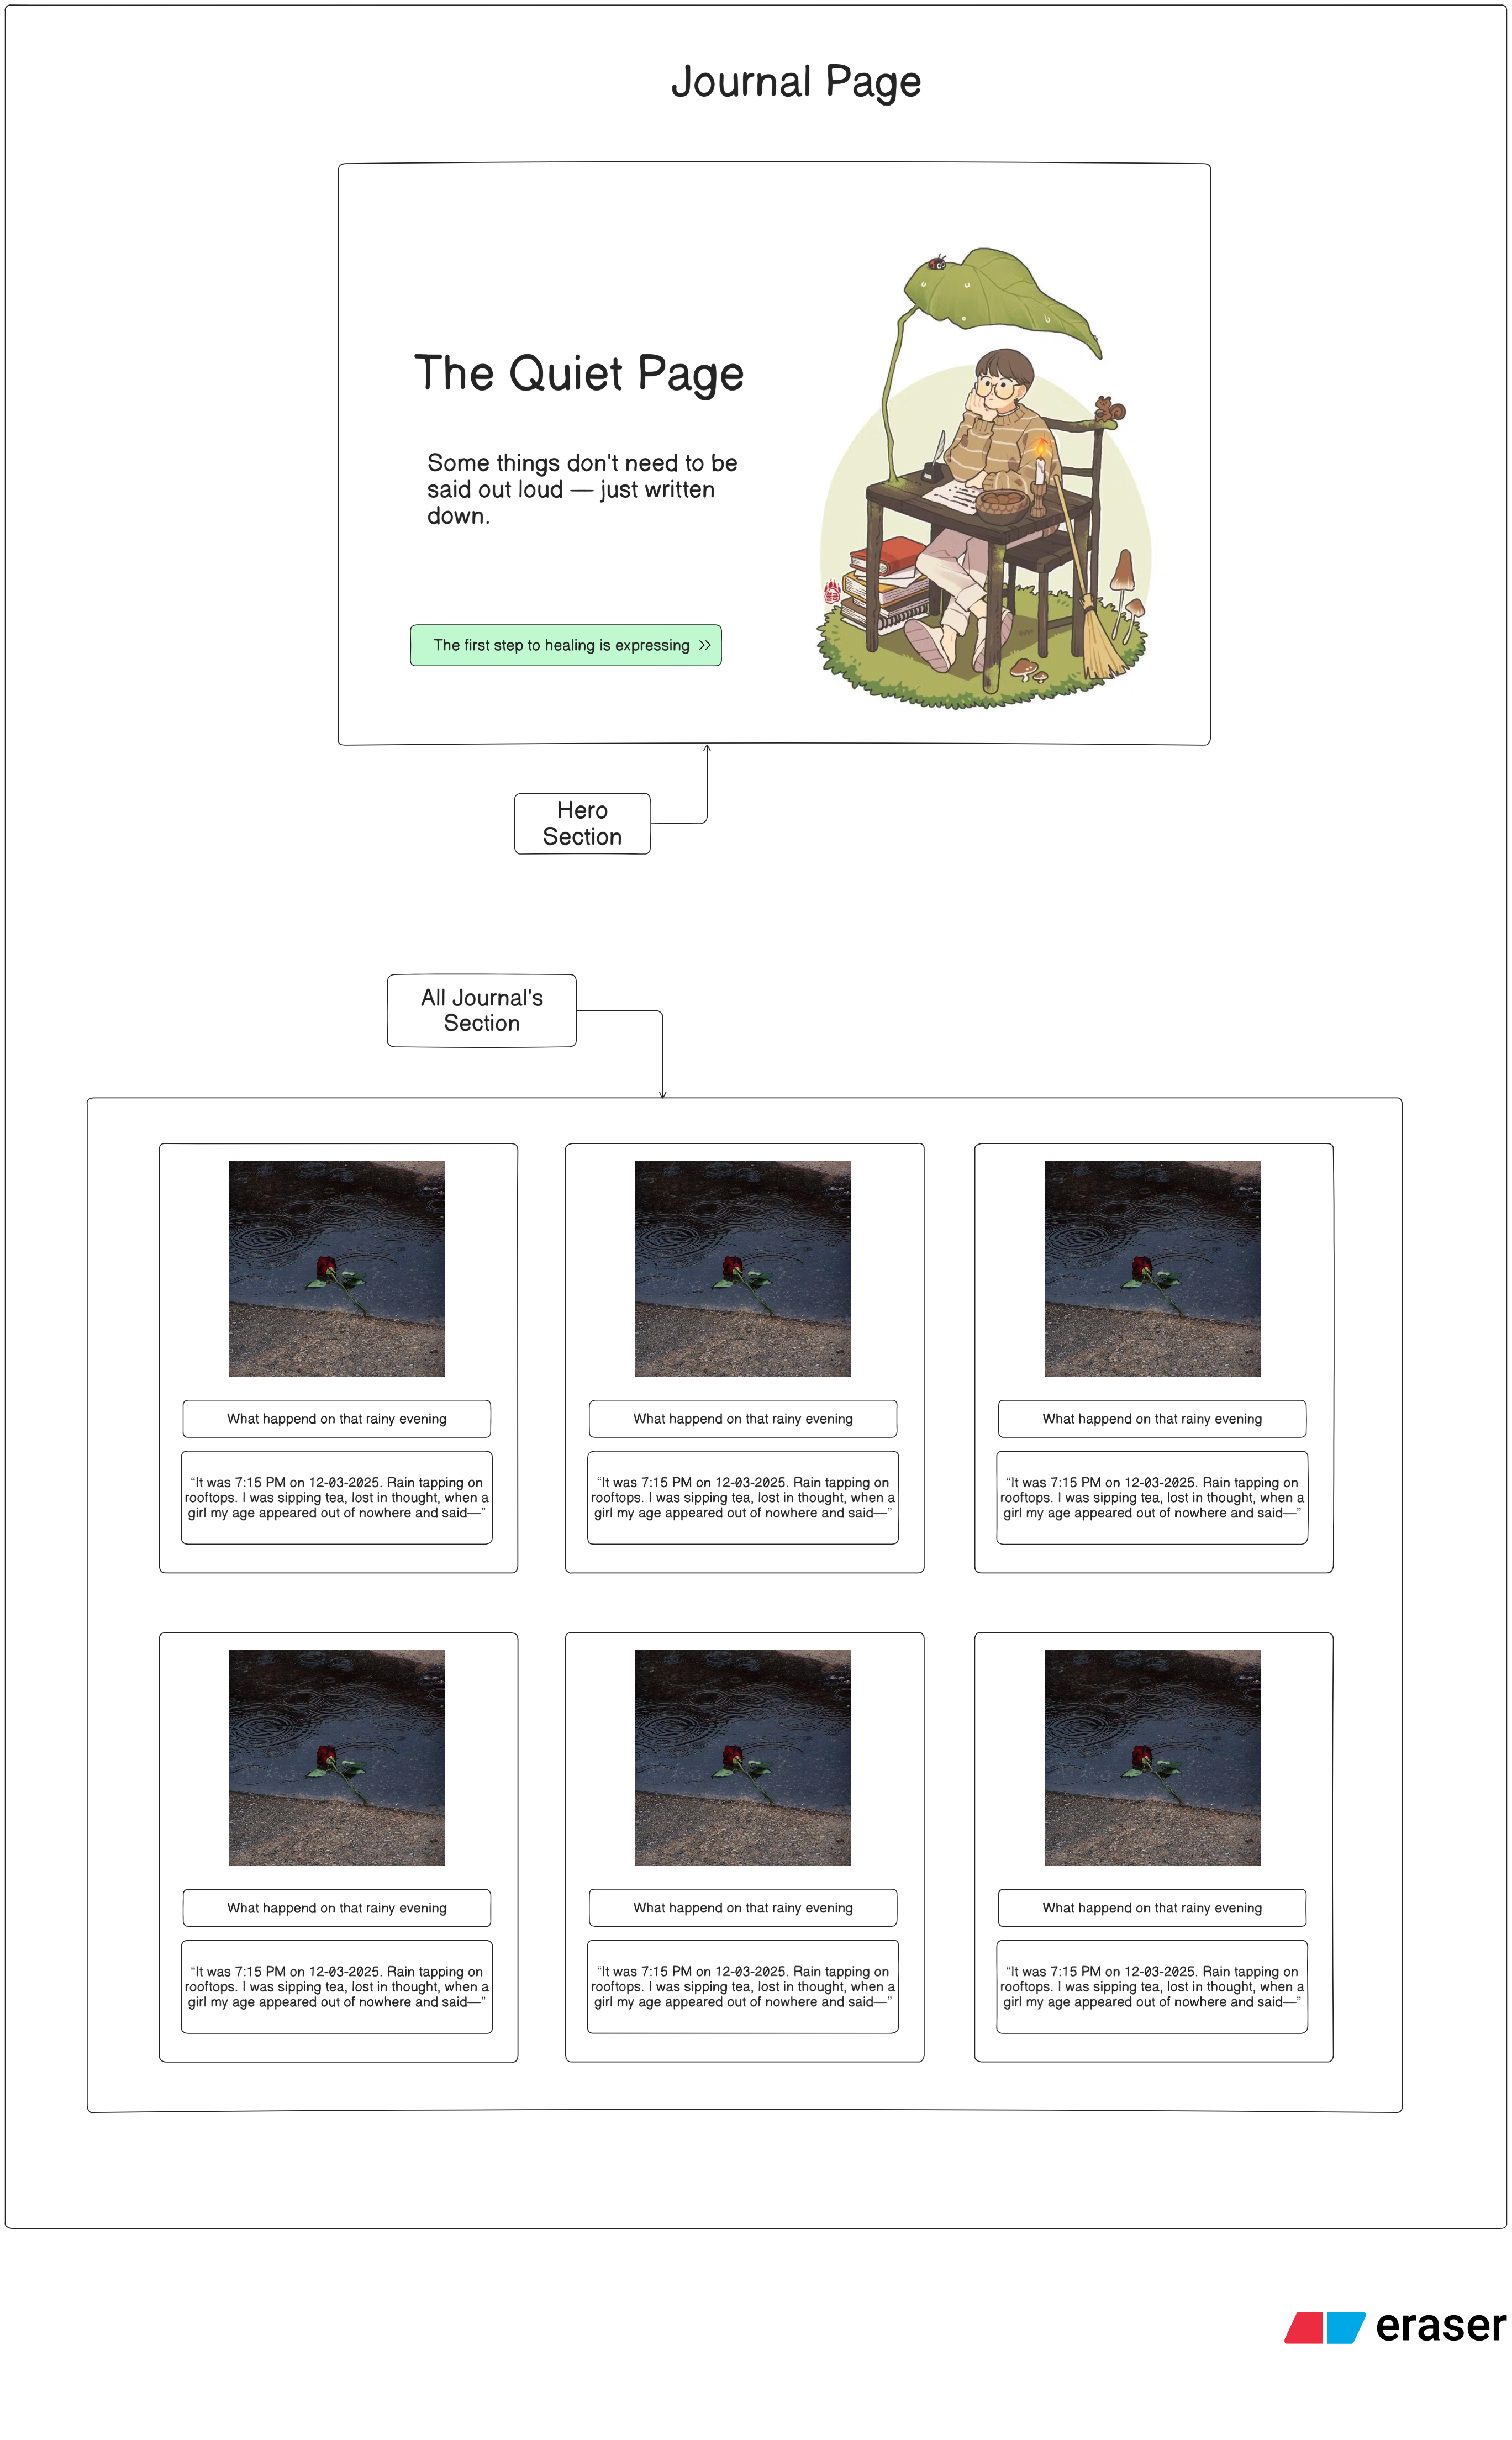 Journal Page
The Quiet Page
Some things don't need to be
said out loud — just written
down.
The first step to healing is expressing >>
Hero
Section
All Journal's
Section
What happend on that rainy evening
What happend on that rainy evening
What happend on that rainy evening
“It was 7:15 PM on 12-03-2025. Rain tapping on
rooftops. I was sipping tea, lost in thought, when a
girl my age appeared out of nowhere and said—”
“It was 7:15 PM on 12-03-2025. Rain tapping on
rooftops. I was sipping tea, lost in thought, when a
girl my age appeared out of nowhere and said—”
“It was 7:15 PM on 12-03-2025. Rain tapping on
rooftops. I was sipping tea, lost in thought, when a
girl my age appeared out of nowhere and said—”
What happend on that rainy evening
What happend on that rainy evening
What happend on that rainy evening
“It was 7:15 PM on 12-03-2025. Rain tapping on
rooftops. I was sipping tea, lost in thought, when a
girl my age appeared out of nowhere and said—”
“It was 7:15 PM on 12-03-2025. Rain tapping on
rooftops. I was sipping tea, lost in thought, when a
girl my age appeared out of nowhere and said—”
“It was 7:15 PM on 12-03-2025. Rain tapping on
rooftops. I was sipping tea, lost in thought, when a
girl my age appeared out of nowhere and said—”
eraser